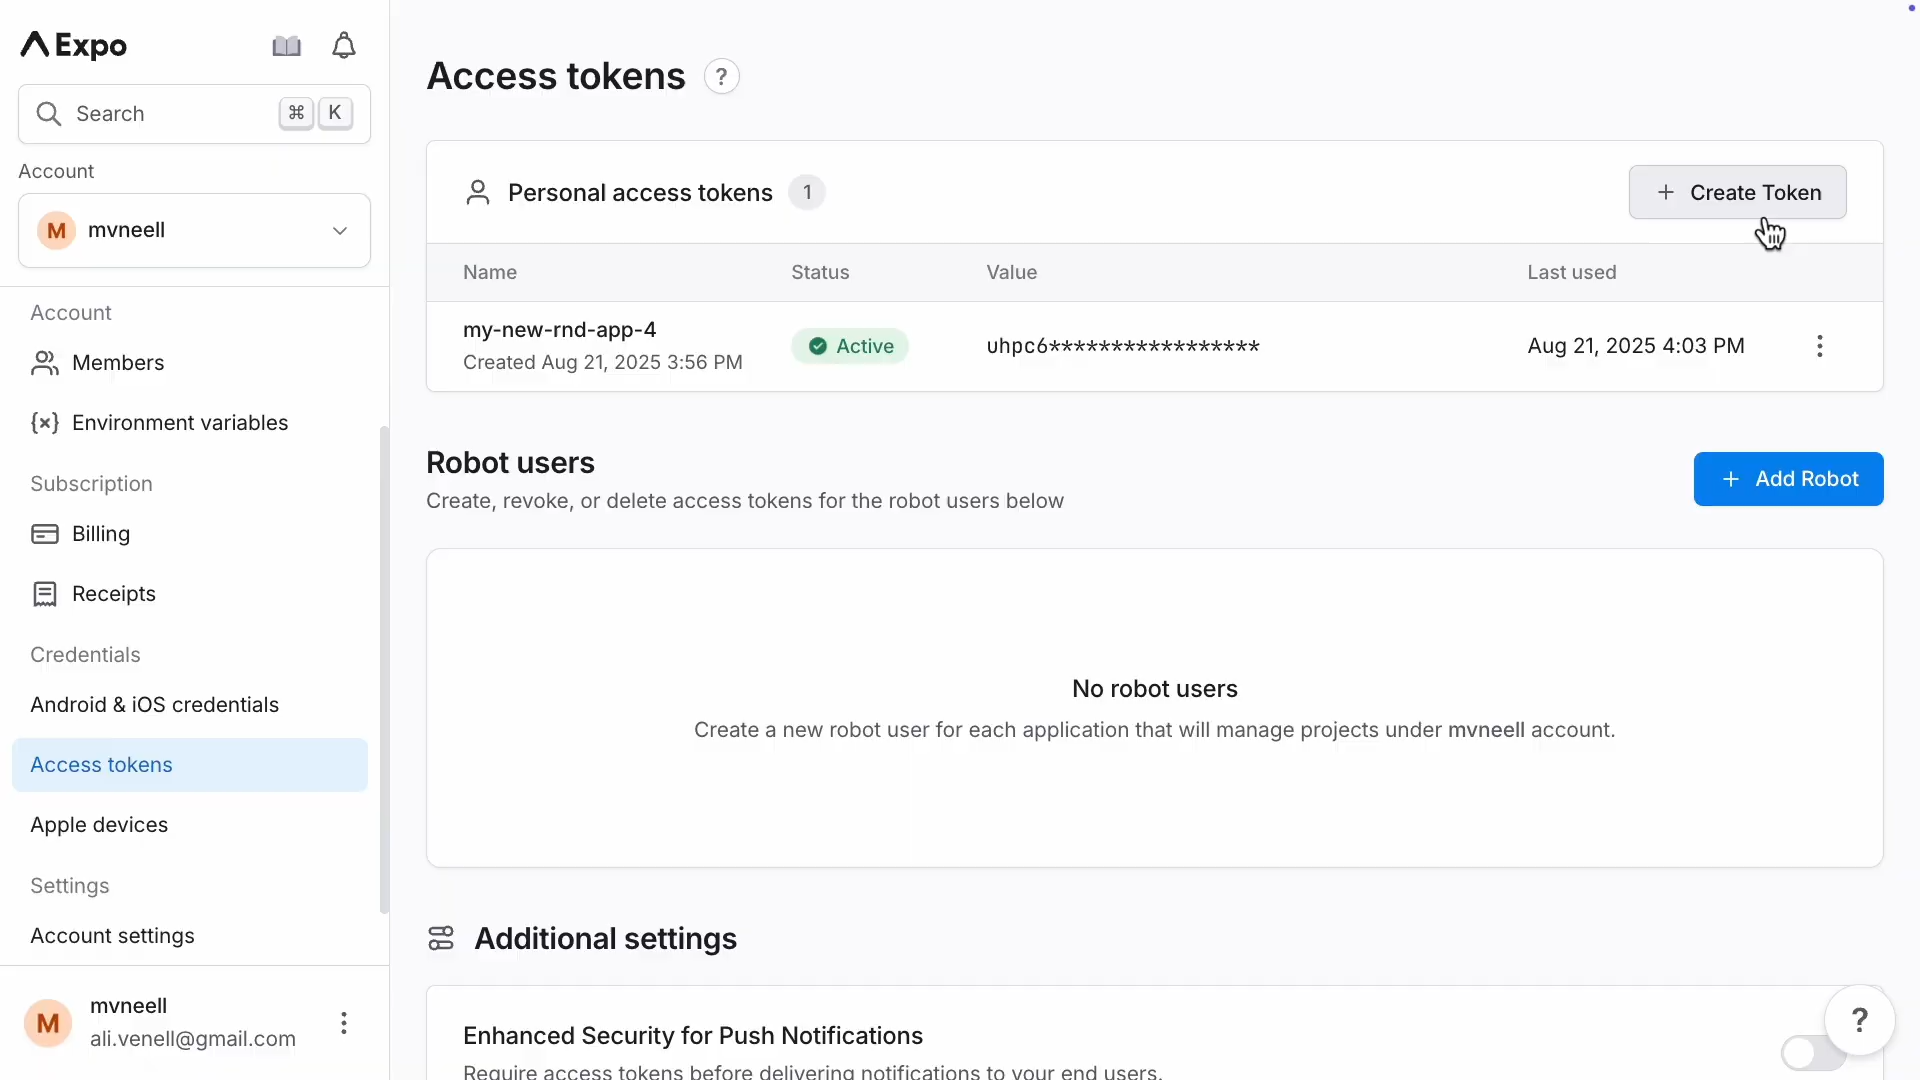 Expo
Search ⌘ K
Account
M mvneell
Account
Members
Environment variables
Subscription
Billing
Receipts
Credentials
Android & iOS credentials
Access tokens
Apple devices
Settings
Account settings
M mvneell
ali.venell@gmail.com
Access tokens ?
Personal access tokens 1
+ Create Token
Name Status Value Last used
my-new-rnd-app-4
Created Aug 21, 2025 3:56 PM
Active
uhpc6*****************
Aug 21, 2025 4:03 PM
Robot users
Create, revoke, or delete access tokens for the robot users below
+ Add Robot
No robot users
Create a new robot user for each application that will manage projects under mvneell account.
Additional settings
Enhanced Security for Push Notifications
Require access tokens before delivering notifications to your end users.
?